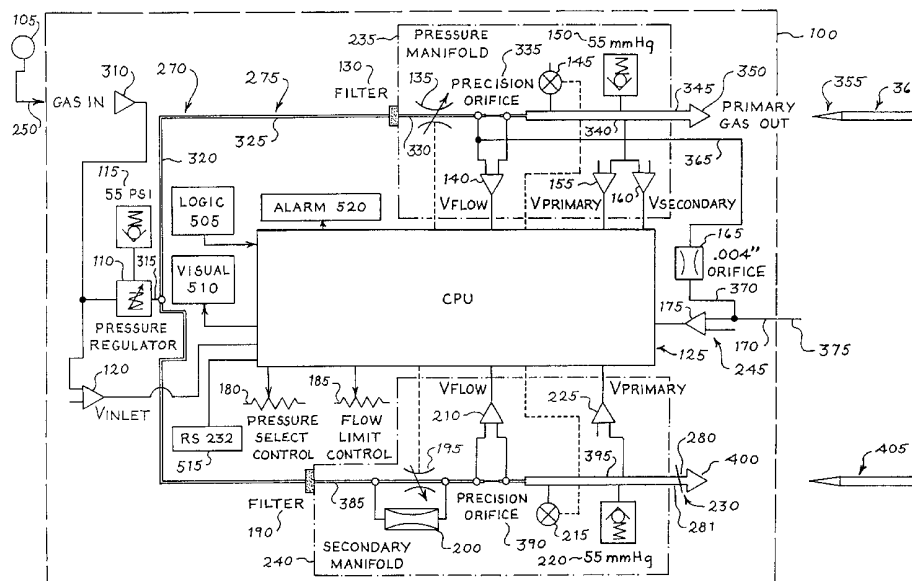 105
310
270
275
130
235
PRESSURE
MANIFOLD
335
150
55 mmHg
145
100
GAS IN
FILTER
135
PRECISION
ORIFICE
345
350
250
325
330
340
PRIMARY
GAS OUT
355
36
320
365
115
55 PSI
140
155
160
LOGIC
505
ALARM 520
VFLOW
VPRIMARY
VSECONDARY
165
.004"
ORIFICE
110
315
VISUAL
510
CPU
370
PRESSURE
REGULATOR
175
170
375
120
125
245
VINLET
180
185
VFLOW
VPRIMARY
210
225
RS 232
PRESSURE
SELECT
CONTROL
FLOW
LIMIT
CONTROL
195
515
395
280
400
405
FILTER
385
PRECISION
ORIFICE
230
190
200
390
215
281
240
SECONDARY
MANIFOLD
220
55 mmHg